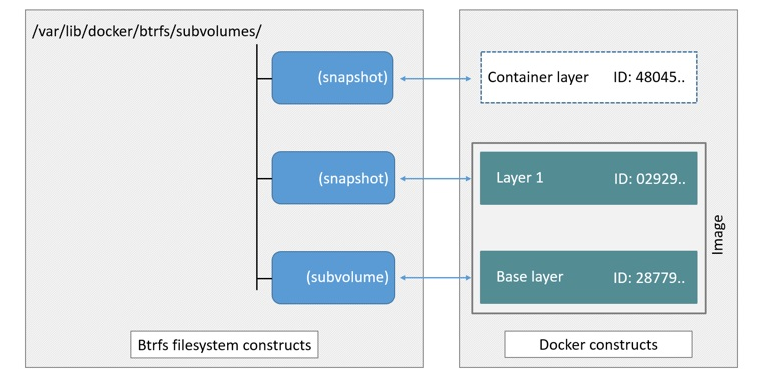 /var/lib/docker/btrfs/subvolumes/
(snapshot)
Container layer ID: 48045..
(snapshot)
Layer 1 ID: 02929..
(subvolume)
Base layer ID: 28779..
Image
Btrfs filesystem constructs
Docker constructs